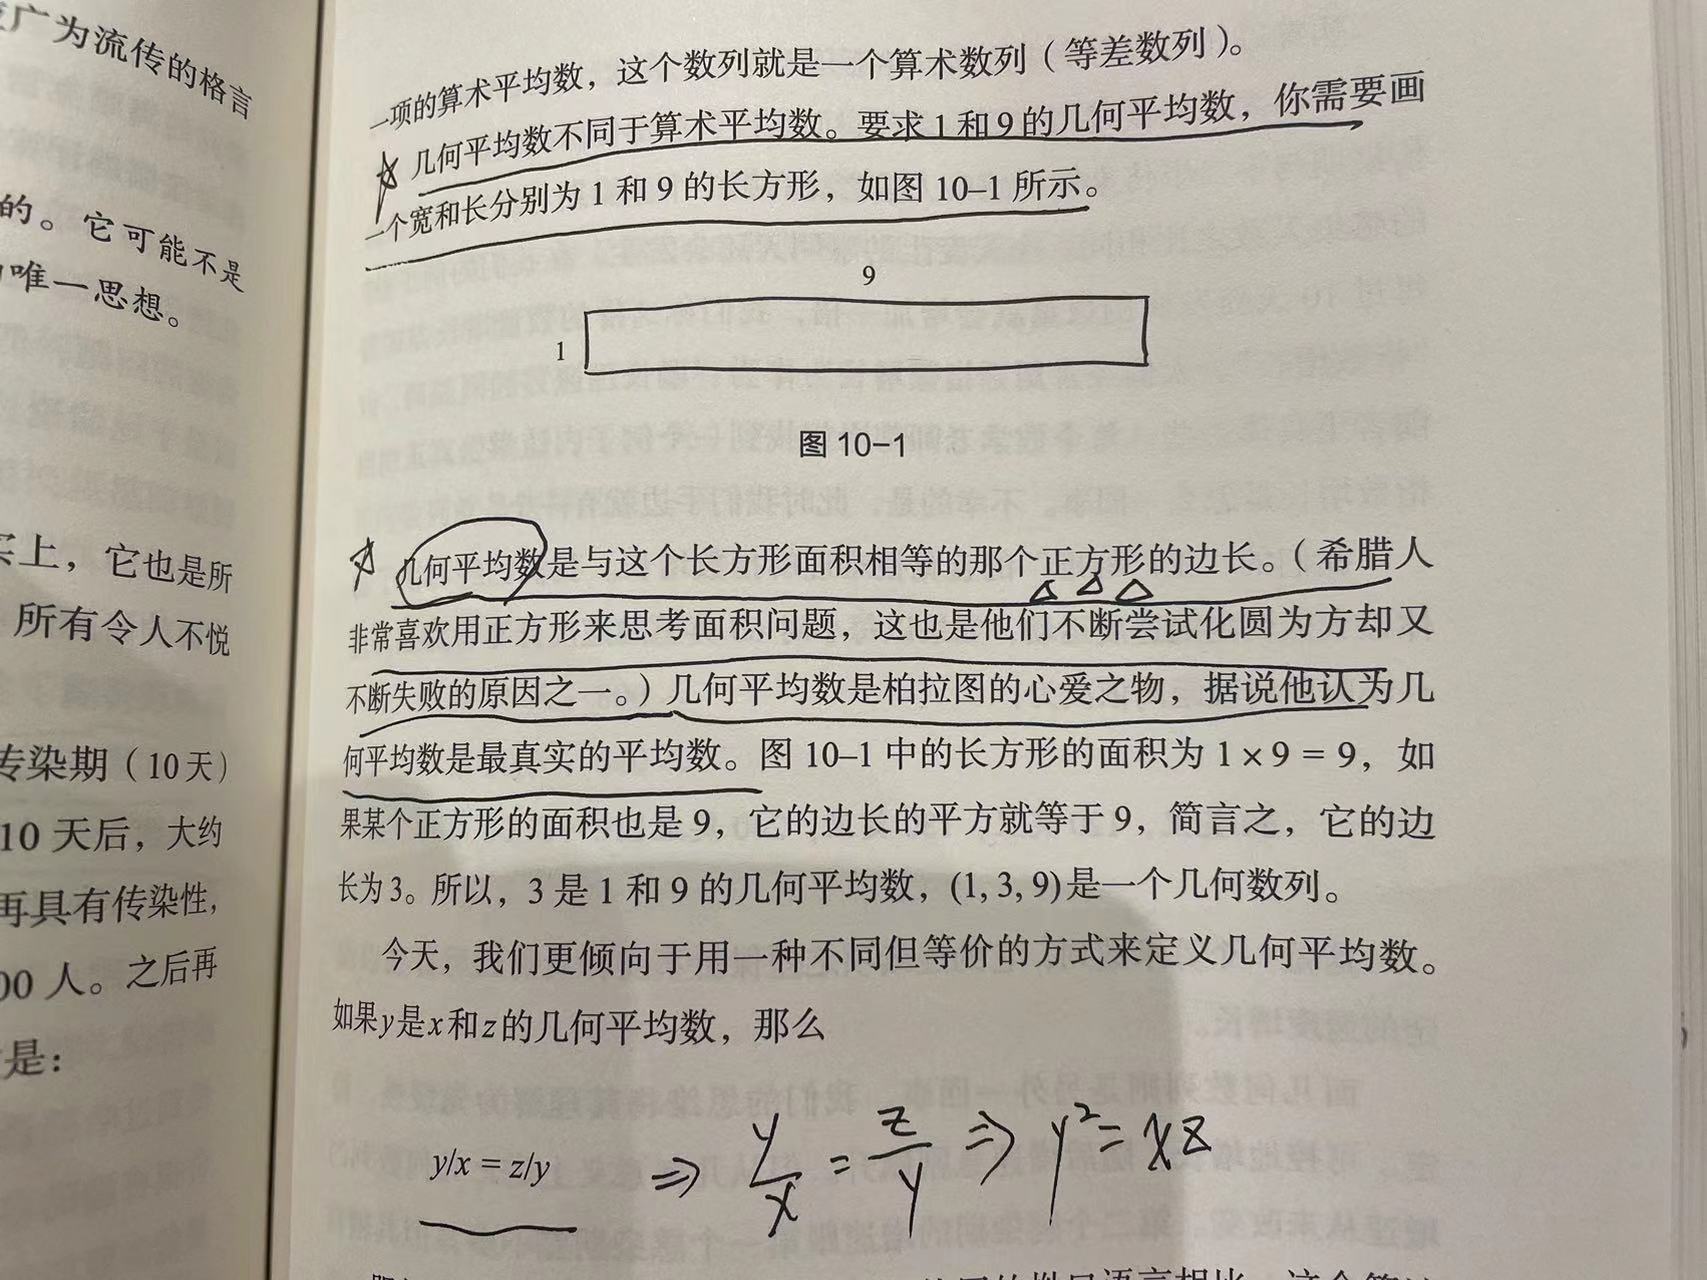 广为流传的格言
的。它可能不是
唯一思想。
上，它也是所
所有令人不悦
传染期（10天）
10天后，大约
再具有传染性，
00人。之后再
是：
一项的算术平均数，这个数列就是一个算术数列（等差数列）。
几何平均数不同于算术平均数。要求1和9的几何平均数，你需要画
一个宽和长分别为1和9的长方形，如图10–1所示。
9
1
图10–1
几何平均数是与这个长方形面积相等的那个正方形的边长。（希腊人
非常喜欢用正方形来思考面积问题，这也是他们不断尝试化圆为方却又
不断失败的原因之一。）几何平均数是柏拉图的心爱之物，据说他认为几
何平均数是最真实的平均数。图10–1中的长方形的面积为1×9=9，如
果某个正方形的面积也是9，它的边长的平方就等于9，简言之，它的边
长为3。所以，3是1和9的几何平均数，(1,3,9)是一个几何数列。
今天，我们更倾向于用一种不同但等价的方式来定义几何平均数。
如果y是x和z的几何平均数，那么
y/x = z/y ⇒ y/x = z/y ⇒ y² = xz